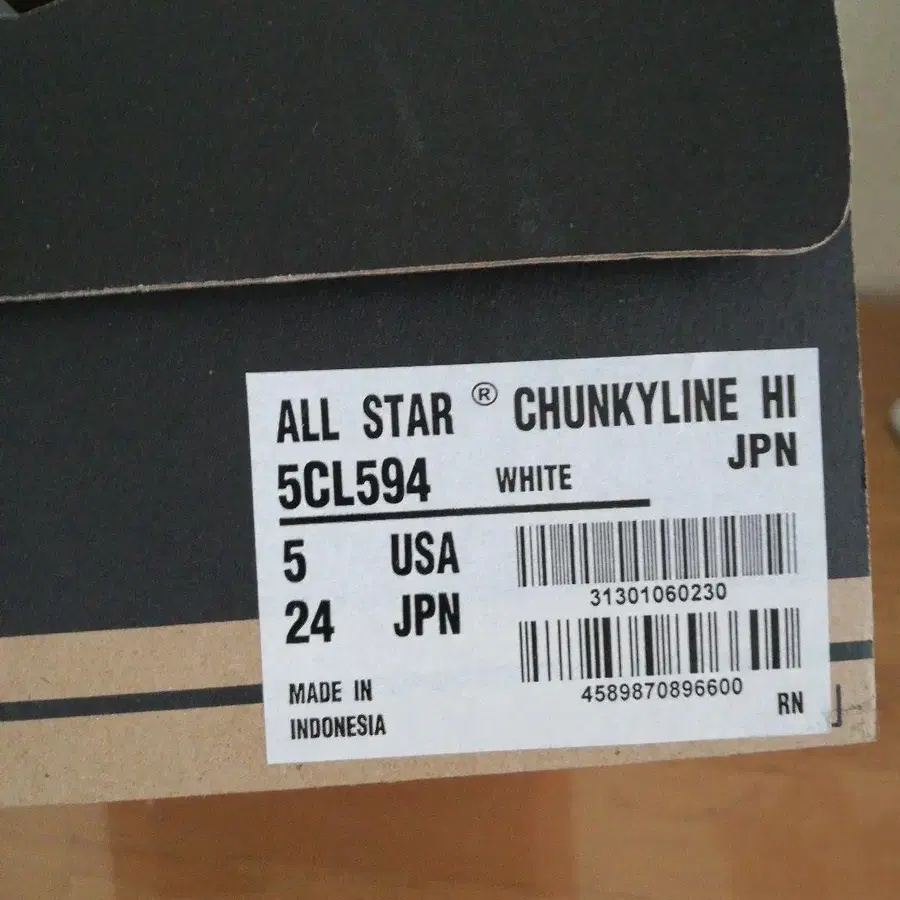 ALL STAR ® CHUNKYLINE HI
JPN
5CL594 WHITE
5 USA
24 JPN
31301060230
4589870896600
MADE IN
INDONESIA
RN